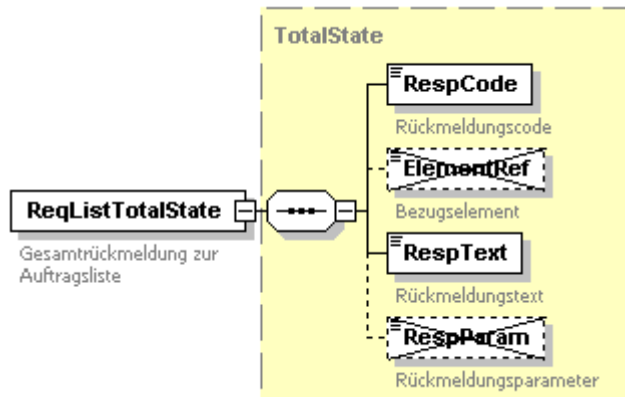 TotalState
RespCode
Rückmeldungscode
ElementRef
Bezugselement
ReqListTotalState
Gesamtrückmeldung zur
Auftragsliste
RespText
Rückmeldungstext
RespParam
Rückmeldungsparameter